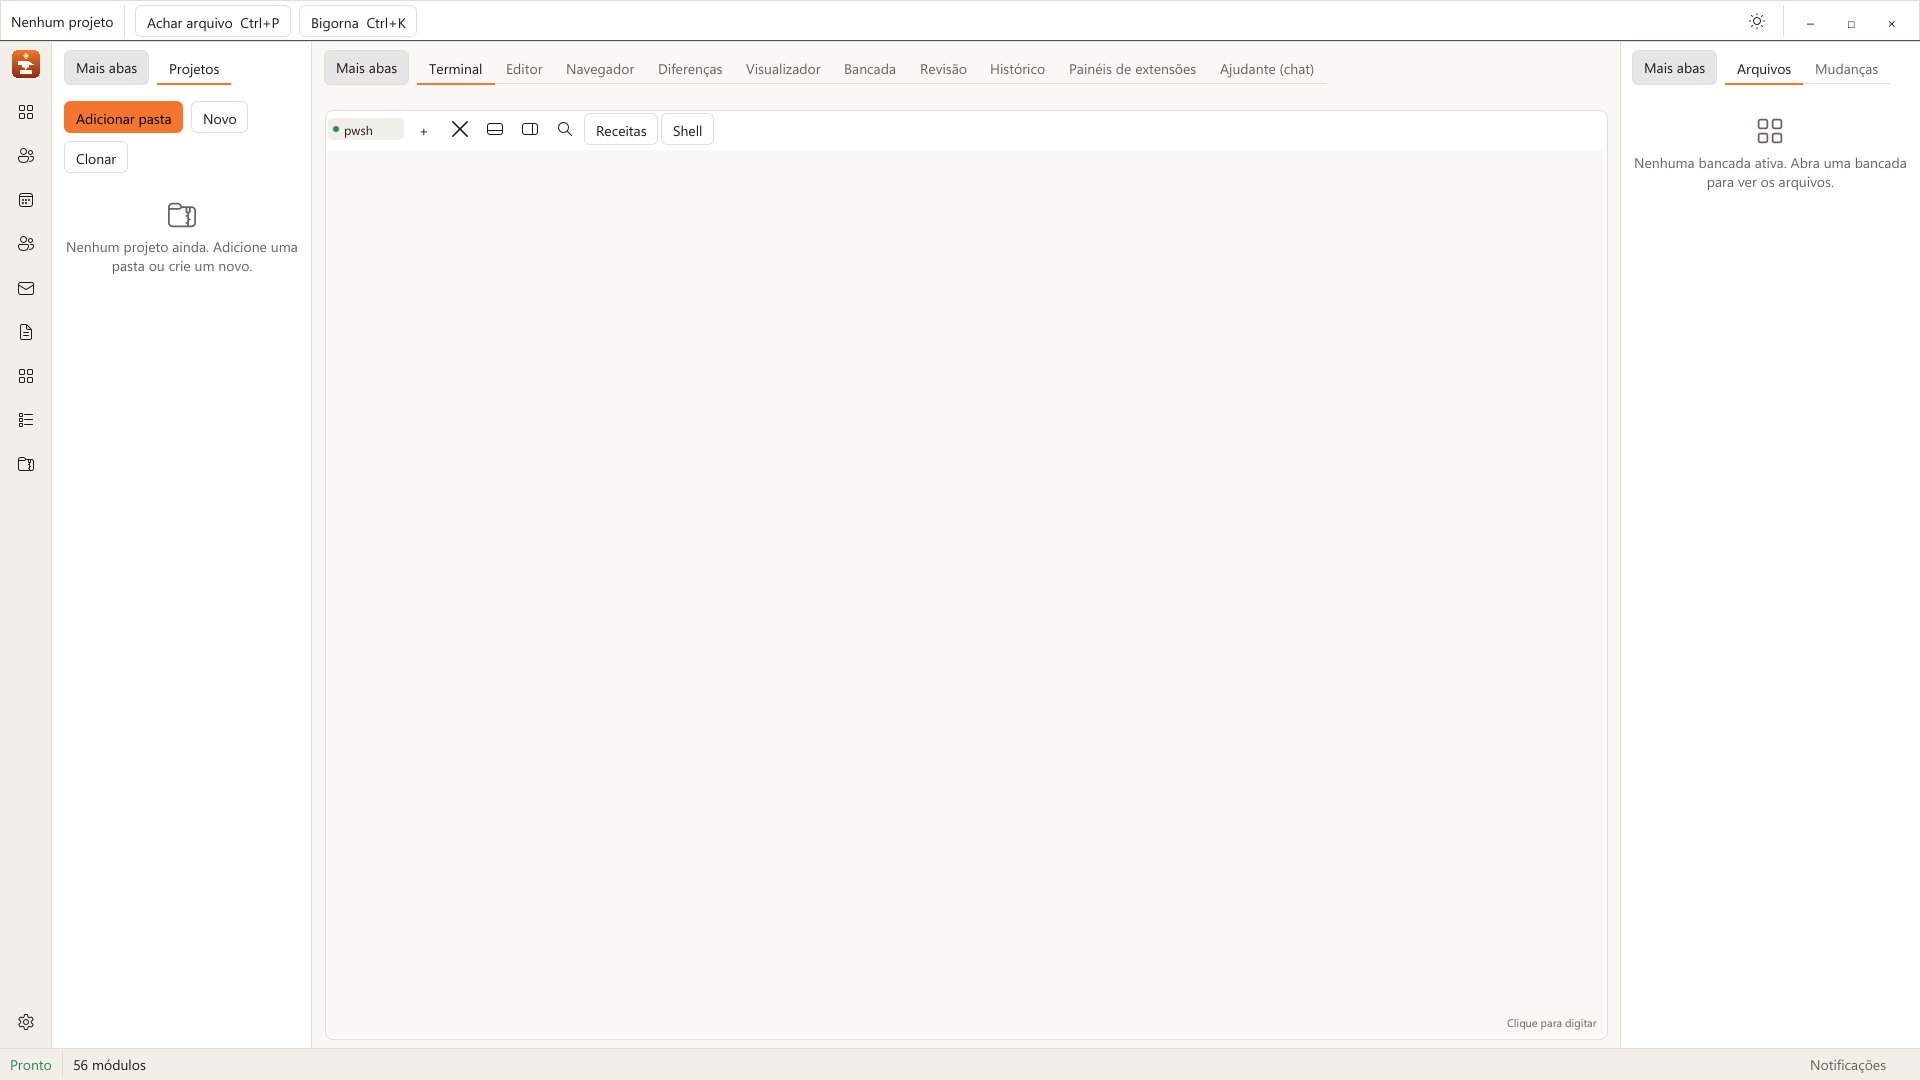 Nenhum projeto
Achar arquivo Ctrl+P
Bigorna Ctrl+K
Mais abas
Projetos
Adicionar pasta
Novo
Clonar
Nenhum projeto ainda. Adicione uma
pasta ou crie um novo.
Mais abas
Terminal
Editor
Navegador
Diferenças
Visualizador
Bancada
Revisão
Histórico
Painéis de extensões
Ajudante (chat)
pwsh
+
Receitas
Shell
Clique para digitar
Mais abas
Arquivos
Mudanças
Nenhuma bancada ativa. Abra uma bancada
para ver os arquivos.
Pronto
56 módulos
Notificações